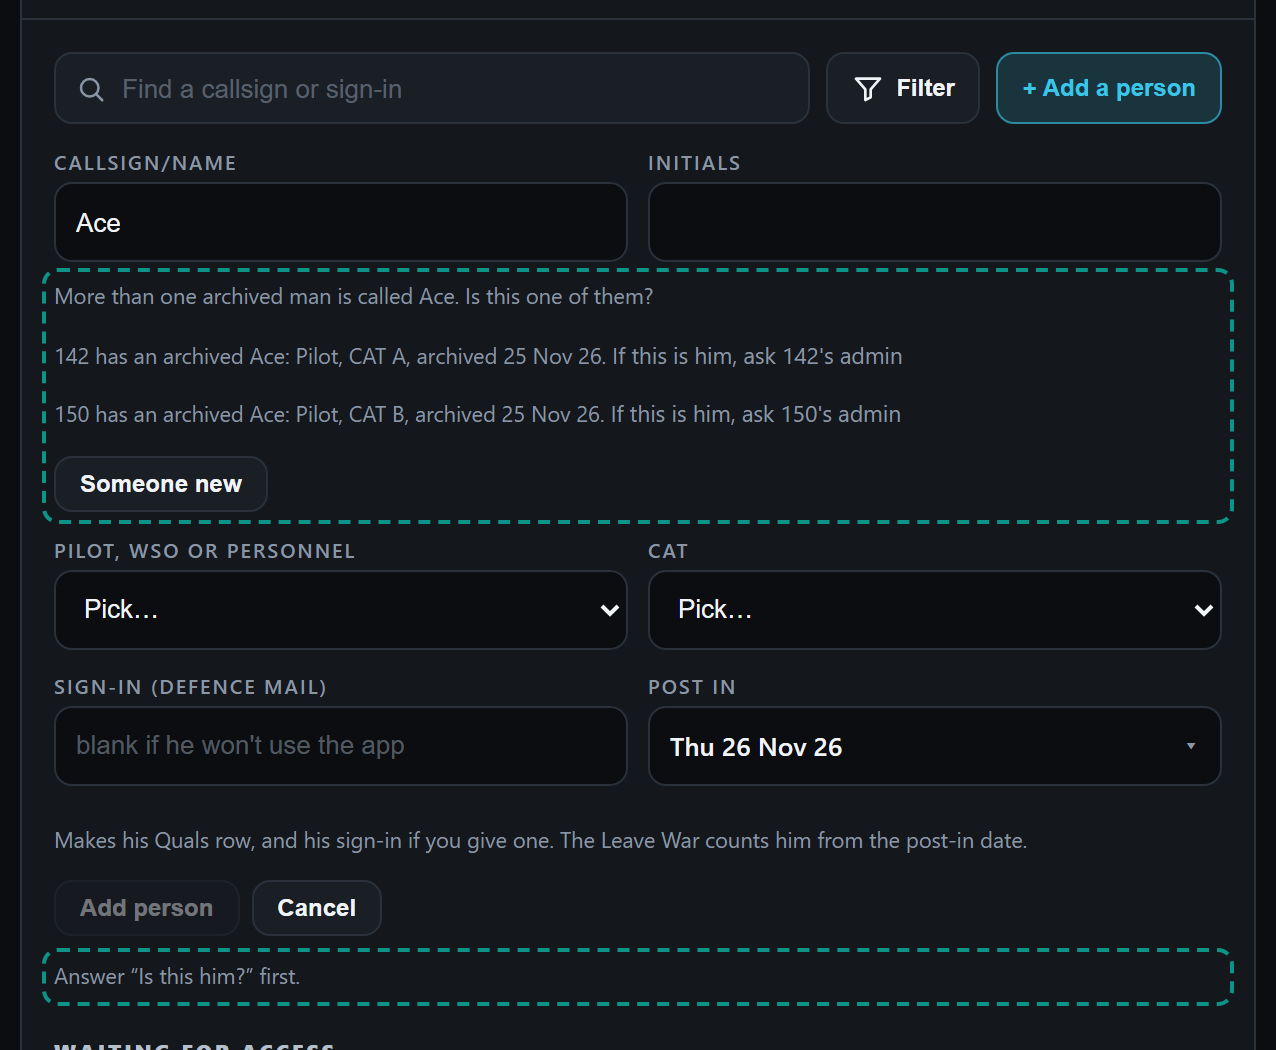 Find a callsign or sign-in
Filter
+ Add a person
CALLSIGN/NAME
INITIALS
Ace
More than one archived man is called Ace. Is this one of them?
142 has an archived Ace: Pilot, CAT A, archived 25 Nov 26. If this is him, ask 142's admin
150 has an archived Ace: Pilot, CAT B, archived 25 Nov 26. If this is him, ask 150's admin
Someone new
PILOT, WSO OR PERSONNEL
CAT
Pick…
Pick…
SIGN-IN (DEFENCE MAIL)
POST IN
blank if he won't use the app
Thu 26 Nov 26
Makes his Quals row, and his sign-in if you give one. The Leave War counts him from the post-in date.
Add person
Cancel
Answer “Is this him?” first.
WAITING FOR ACCESS